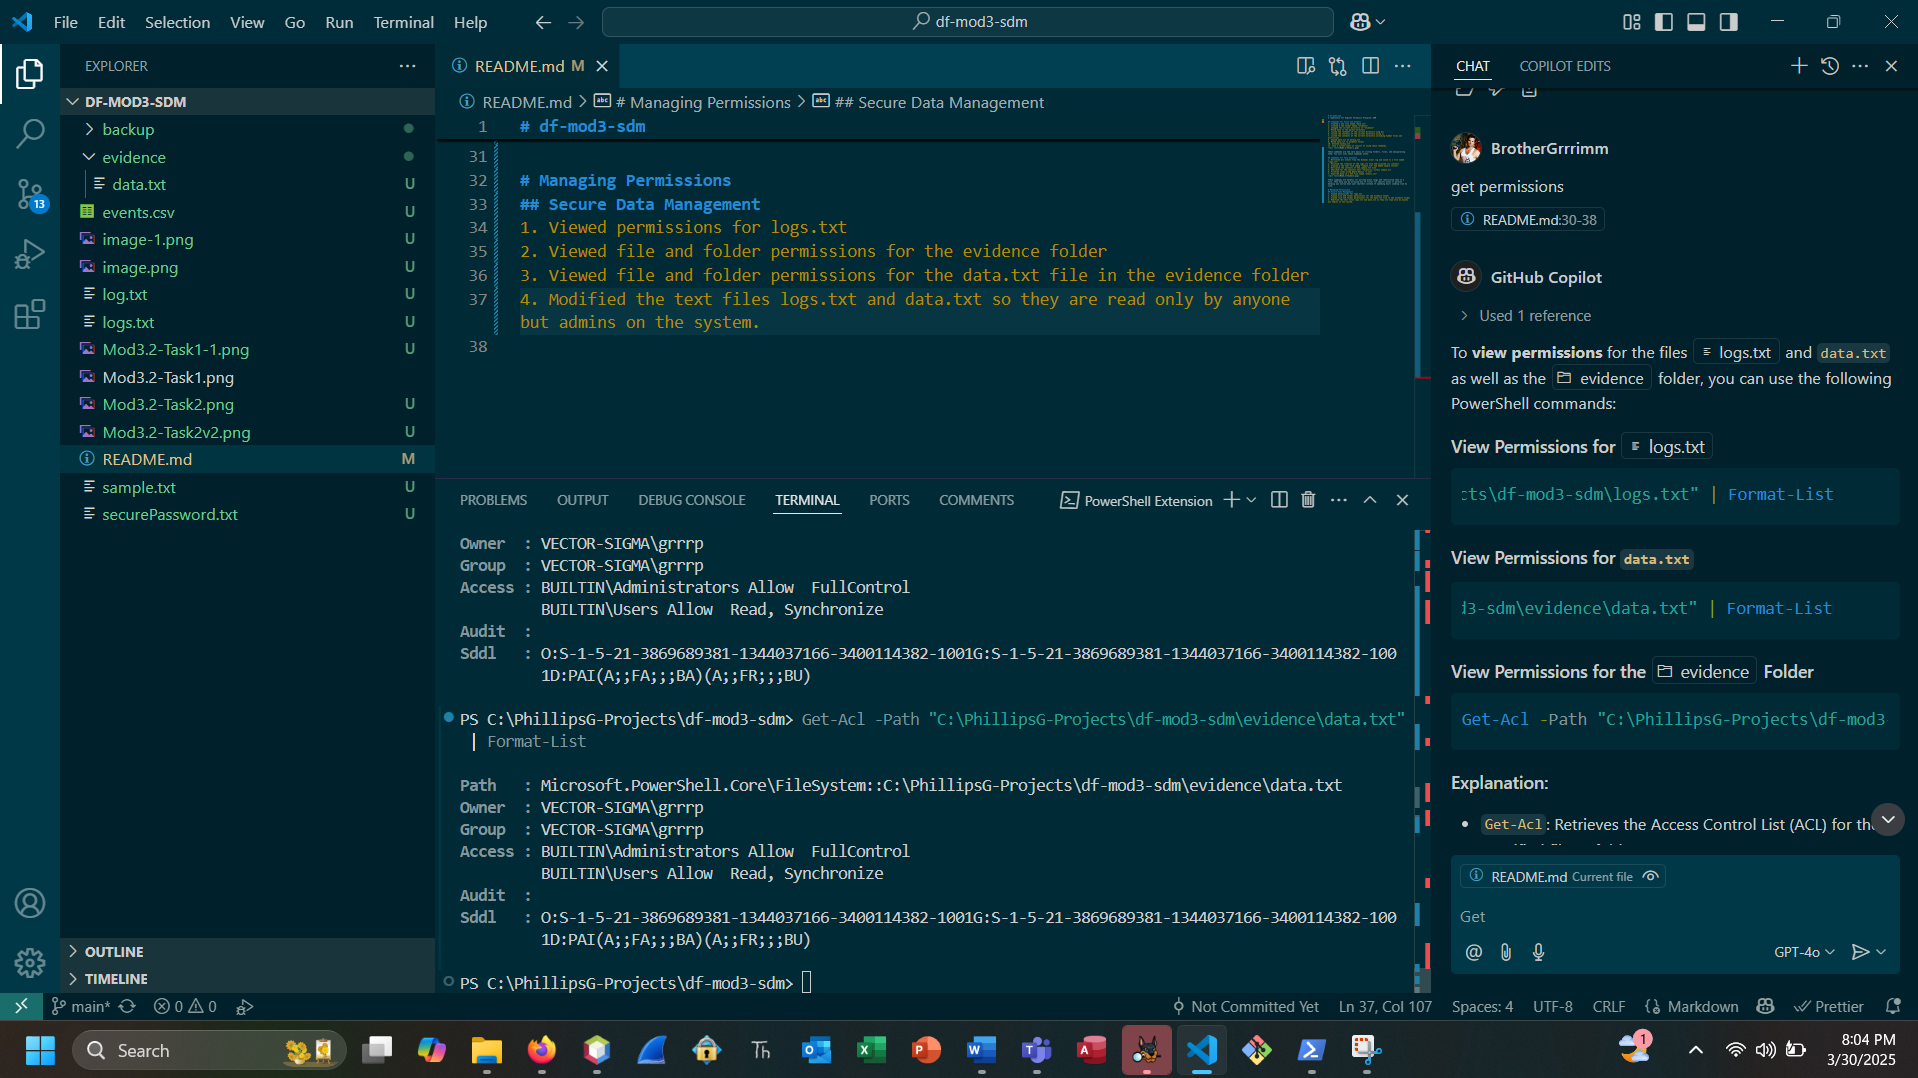 File Edit Selection View Go Run Terminal Help
df-mod3-sdm
EXPLORER
DF-MOD3-SDM
backup
evidence
data.txt U
events.csv U
image-1.png U
image.png U
log.txt U
logs.txt U
Mod3.2-Task1-1.png U
Mod3.2-Task1.png
Mod3.2-Task2.png U
Mod3.2-Task2v2.png U
README.md M
sample.txt U
securePassword.txt U
OUTLINE
TIMELINE
13
README.md M
README.md > # Managing Permissions > ## Secure Data Management
1 # df-mod3-sdm
31
32 # Managing Permissions
33 ## Secure Data Management
34 1. Viewed permissions for logs.txt
35 2. Viewed file and folder permissions for the evidence folder
36 3. Viewed file and folder permissions for the data.txt file in the evidence folder
37 4. Modified the text files logs.txt and data.txt so they are read only by anyone
but admins on the system.
38
PROBLEMS OUTPUT DEBUG CONSOLE TERMINAL PORTS COMMENTS PowerShell Extension
Owner : VECTOR-SIGMA\grrrp
Group : VECTOR-SIGMA\grrrp
Access : BUILTIN\Administrators Allow FullControl
BUILTIN\Users Allow Read, Synchronize
Audit :
Sddl : O:S-1-5-21-3869689381-1344037166-3400114382-1001G:S-1-5-21-3869689381-1344037166-3400114382-100
1D:PAI(A;;FA;;;BA)(A;;FR;;;BU)
PS C:\PhillipsG-Projects\df-mod3-sdm> Get-Acl -Path "C:\PhillipsG-Projects\df-mod3-sdm\evidence\data.txt"
| Format-List
Path : Microsoft.PowerShell.Core\FileSystem::C:\PhillipsG-Projects\df-mod3-sdm\evidence\data.txt
Owner : VECTOR-SIGMA\grrrp
Group : VECTOR-SIGMA\grrrp
Access : BUILTIN\Administrators Allow FullControl
BUILTIN\Users Allow Read, Synchronize
Audit :
Sddl : O:S-1-5-21-3869689381-1344037166-3400114382-1001G:S-1-5-21-3869689381-1344037166-3400114382-100
1D:PAI(A;;FA;;;BA)(A;;FR;;;BU)
PS C:\PhillipsG-Projects\df-mod3-sdm>
CHAT COPILOT EDITS
BrotherGrrrimm
get permissions
README.md:30-38
GitHub Copilot
Used 1 reference
To view permissions for the files logs.txt and data.txt
as well as the evidence folder, you can use the following
PowerShell commands:
View Permissions for logs.txt
cts\df-mod3-sdm\logs.txt" | Format-List
View Permissions for data.txt
d3-sdm\evidence\data.txt" | Format-List
View Permissions for the evidence Folder
Get-Acl -Path "C:\PhillipsG-Projects\df-mod3
Explanation:
• Get-Acl: Retrieves the Access Control List (ACL) for the
README.md Current file
Get
GPT-4o
main* 0 0 Not Committed Yet Ln 37, Col 107 Spaces: 4 UTF-8 CRLF Markdown Prettier
Search
1
8:04 PM
3/30/2025